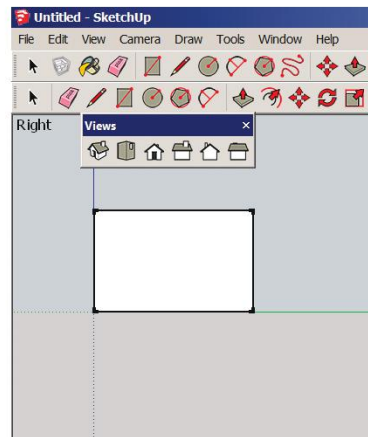 Untitled - SketchUp
File Edit View Camera Draw Tools Window Help
Right
Views